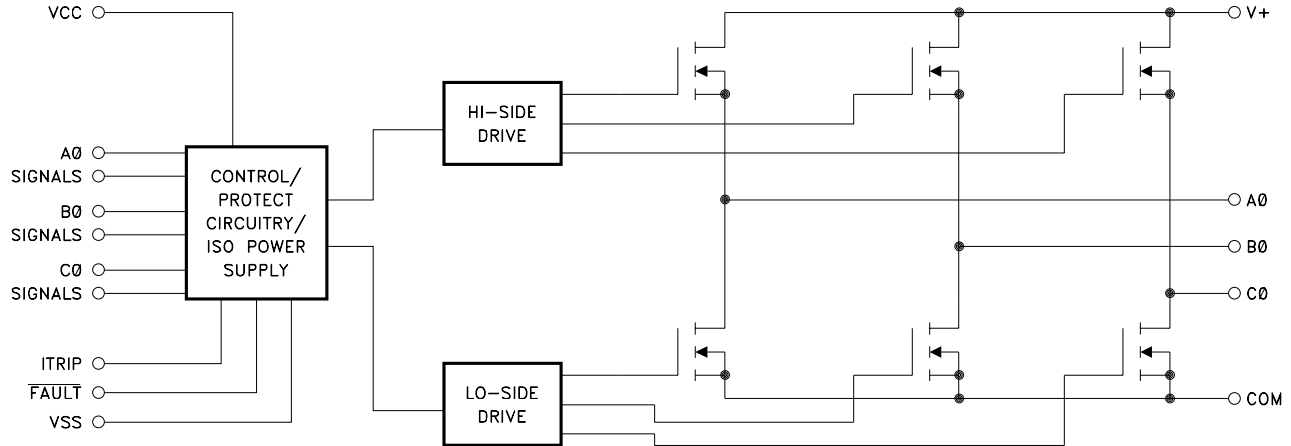 VCC
V+
HI-SIDE
DRIVE
AØ
SIGNALS
BØ
SIGNALS
CØ
SIGNALS
CONTROL/
PROTECT
CIRCUITRY/
ISO POWER
SUPPLY
AØ
BØ
CØ
ITRIP
FAULT
VSS
LO-SIDE
DRIVE
COM